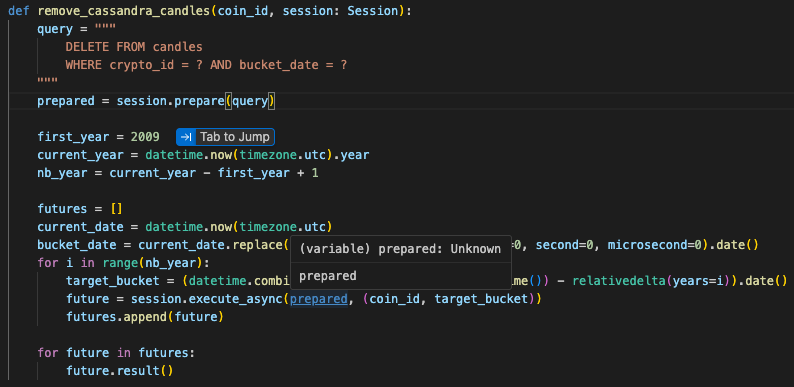 def remove_cassandra_candles(coin_id, session: Session):
    query = """
        DELETE FROM candles
        WHERE crypto_id = ? AND bucket_date = ?
    """
    prepared = session.prepare(query)
    first_year = 2009 Tab to Jump
    current_year = datetime.now(timezone.utc).year
    nb_year = current_year - first_year + 1
    futures = []
    current_date = datetime.now(timezone.utc)
    bucket_date = current_date.replace( =0, second=0, microsecond=0).date()
(variable) prepared: Unknown
prepared
    for i in range(nb_year):
        target_bucket = (datetime.combi ime()) - relativedelta(years=i)).date()
        future = session.execute_async(prepared, (coin_id, target_bucket))
        futures.append(future)
    for future in futures:
        future.result()